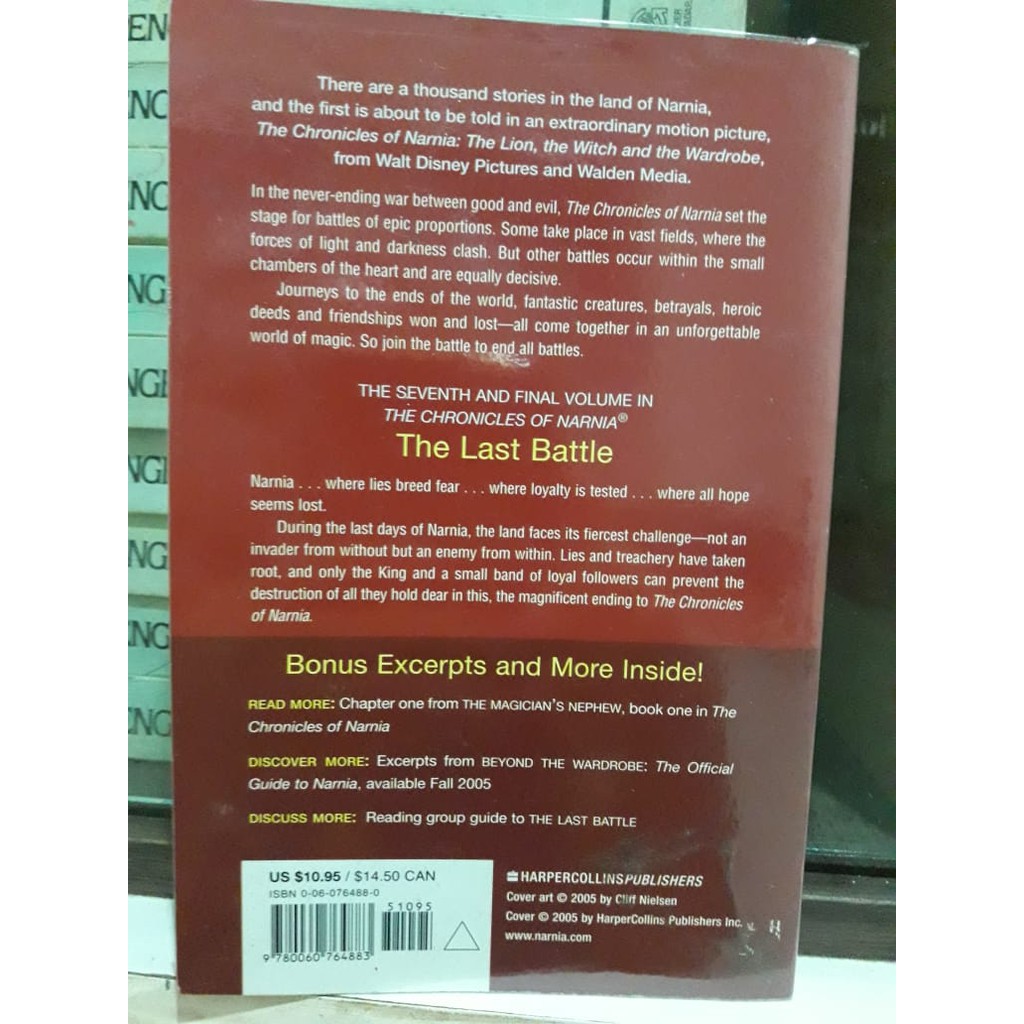 There are a thousand stories in the land of Narnia,
and the first is about to be told in an extraordinary motion picture,
The Chronicles of Narnia: The Lion, the Witch and the Wardrobe,
from Walt Disney Pictures and Walden Media.
In the never-ending war between good and evil, The Chronicles of Narnia set the
stage for battles of epic proportions. Some take place in vast fields, where the
forces of light and darkness clash. But other battles occur within the small
chambers of the heart and are equally decisive.
Journeys to the ends of the world, fantastic creatures, betrayals, heroic
deeds and friendships won and lost—all come together in an unforgettable
world of magic. So join the battle to end all battles.
THE SEVENTH AND FINAL VOLUME IN
THE CHRONICLES OF NARNIA®
The Last Battle
Narnia . . . where lies breed fear . . . where loyalty is tested . . . where all hope
seems lost.
During the last days of Narnia, the land faces its fiercest challenge—not an
invader from without but an enemy from within. Lies and treachery have taken
root, and only the King and a small band of loyal followers can prevent the
destruction of all they hold dear in this, the magnificent ending to The Chronicles
of Narnia.
Bonus Excerpts and More Inside!
READ MORE: Chapter one from THE MAGICIAN'S NEPHEW, book one in The
Chronicles of Narnia
DISCOVER MORE: Excerpts from BEYOND THE WARDROBE: The Official
Guide to Narnia, available Fall 2005
DISCUSS MORE: Reading group guide to THE LAST BATTLE
US $10.95 / $14.50 CAN
ISBN 0-06-076488-0
51095
9 780060 764883
HARPERCOLLINSPUBLISHERS
Cover art © 2005 by Cliff Nielsen
Cover © 2005 by HarperCollins Publishers Inc.
www.narnia.com